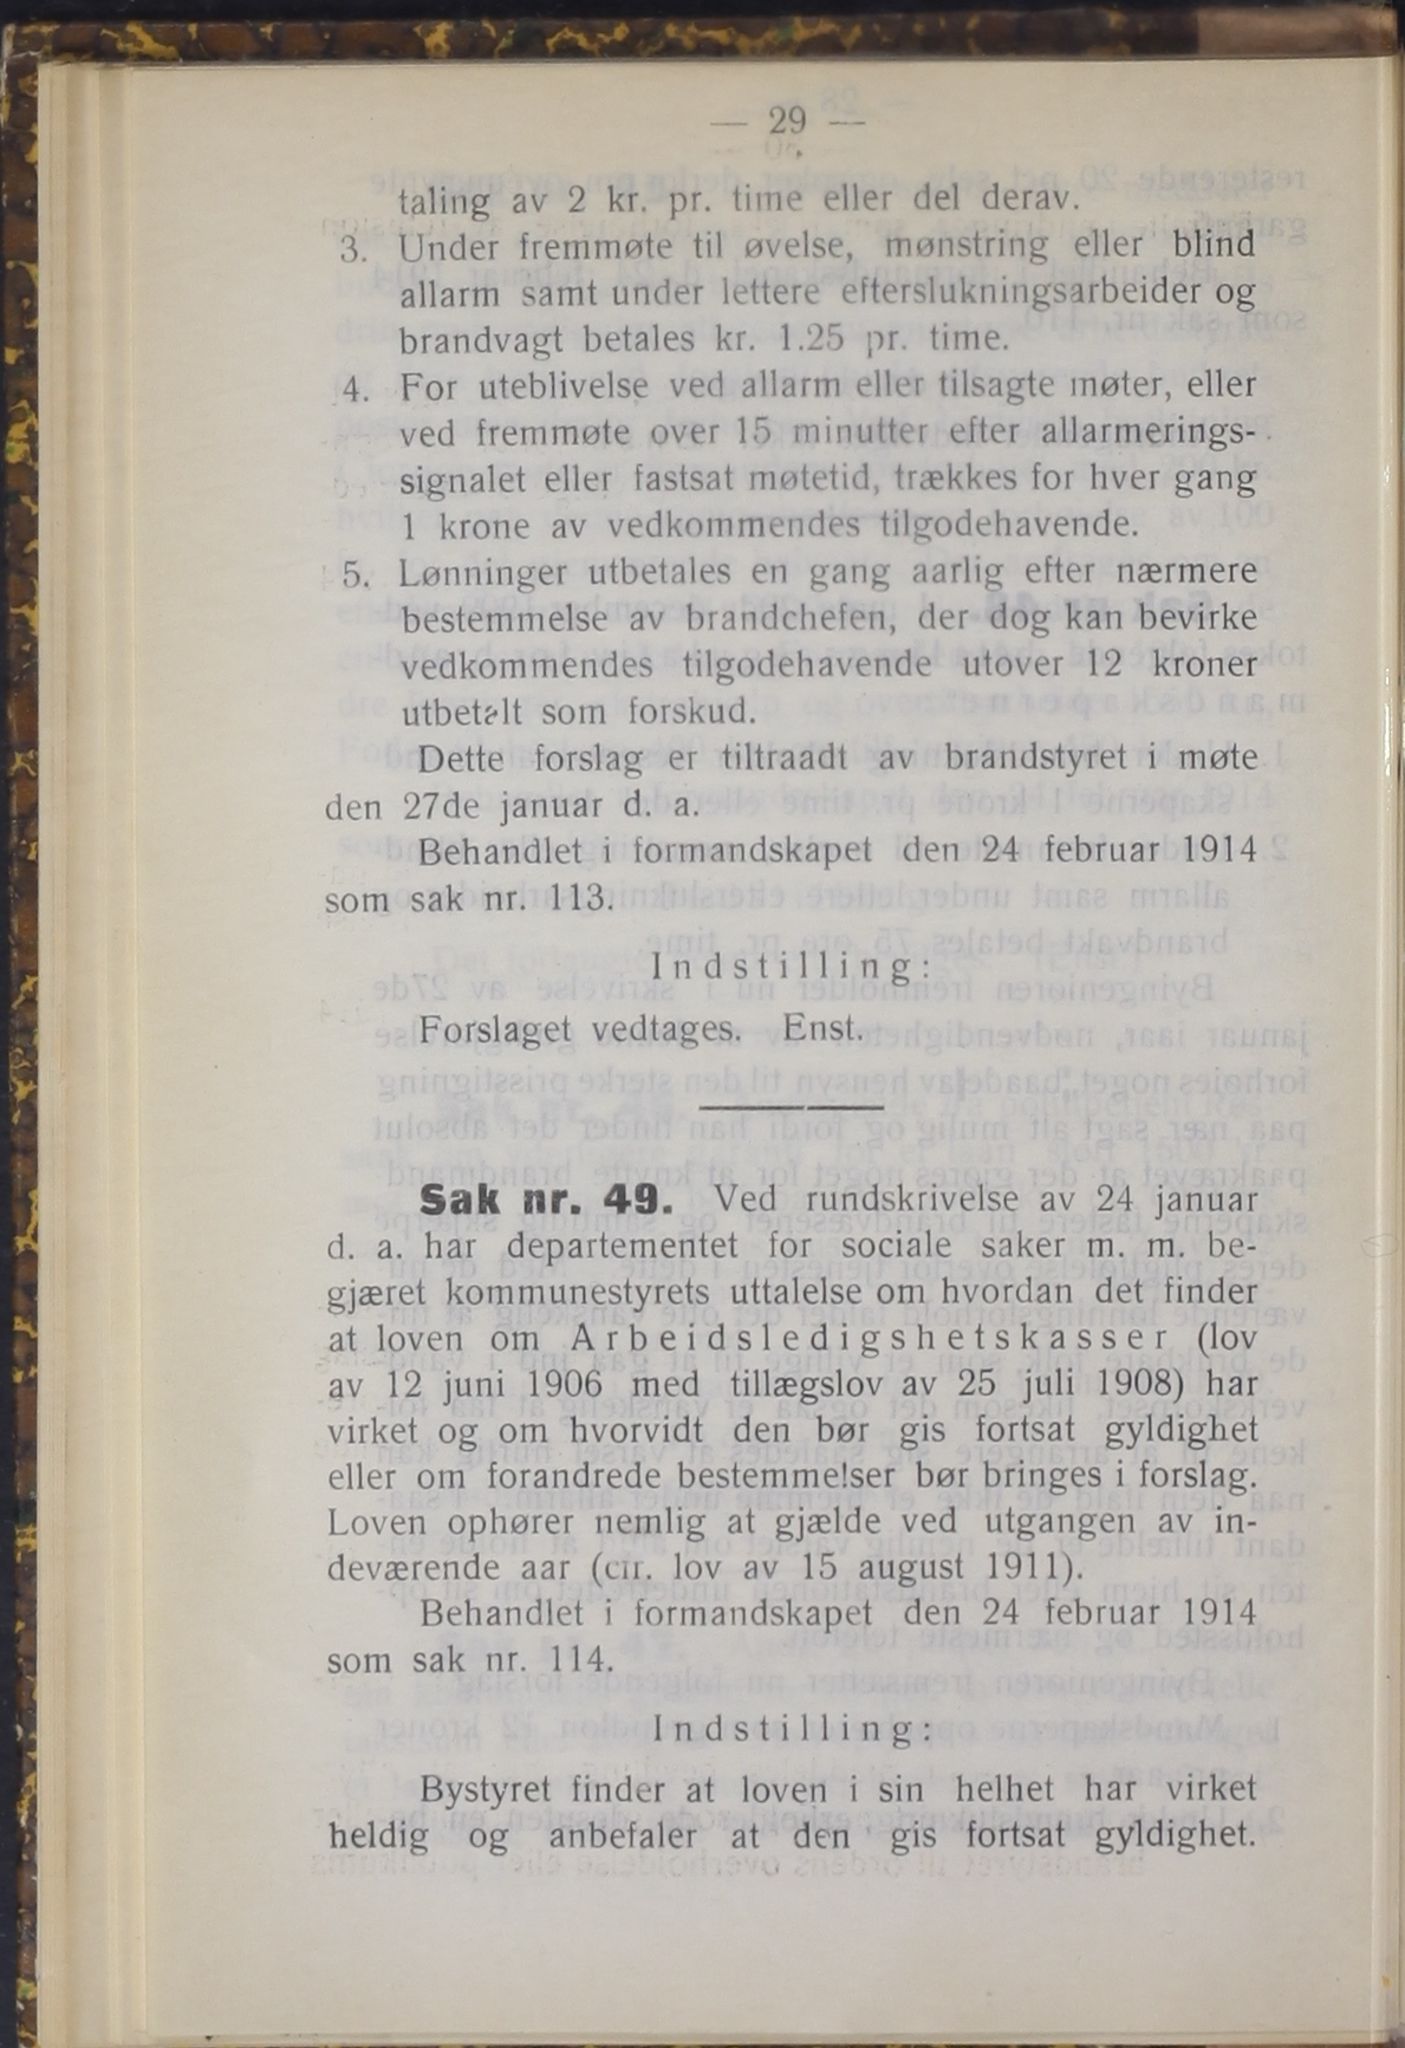 — 29 —
taling av 2 kr. pr. time eller del derav.
3. Under fremmøte til øvelse, mønstring eller blind
allarm samt under lettere efterslukningsarbeider og
brandvagt betales kr. 1.25 pr. time.
4. For uteblivelse ved allarm eller tilsagte møter, eller
ved fremmøte over 15 minutter efter allarmerings-
signalet eller fastsat møtetid, trækkes for hver gang
1 krone av vedkommendes tilgodehavende.
5. Lønninger utbetales en gang aarlig efter nærmere
bestemmelse av brandchefen, der dog kan bevirke
vedkommendes tilgodehavende utover 12 kroner
utbetalt som forskud.
Dette forslag er tiltraadt av brandstyret i møte
den 27de januar d. a.
Behandlet i formandskapet den 24 februar 1914
som sak nr. 113.
Indstilling:
Forslaget vedtages. Enst.
Sak nr. 49. Ved rundskrivelse av 24 januar
d. a. har departementet for sociale saker m. m. be-
gjæret kommunestyrets uttalelse om hvordan det finder
at loven om Arbeidsledigshetskasser (lov
av 12 juni 1906 med tillægslov av 25 juli 1908) har
virket og om hvorvidt den bør gis fortsat gyldighet
eller om forandrede bestemmelser bør bringes i forslag.
Loven ophører nemlig at gjælde ved utgangen av in-
deværende aar (cir. lov av 15 august 1911).
Behandlet i formandskapet den 24 februar 1914
som sak nr. 114.
Indstilling:
Bystyret finder at loven i sin helhet har virket
heldig og anbefaler at den gis fortsat gyldighet.